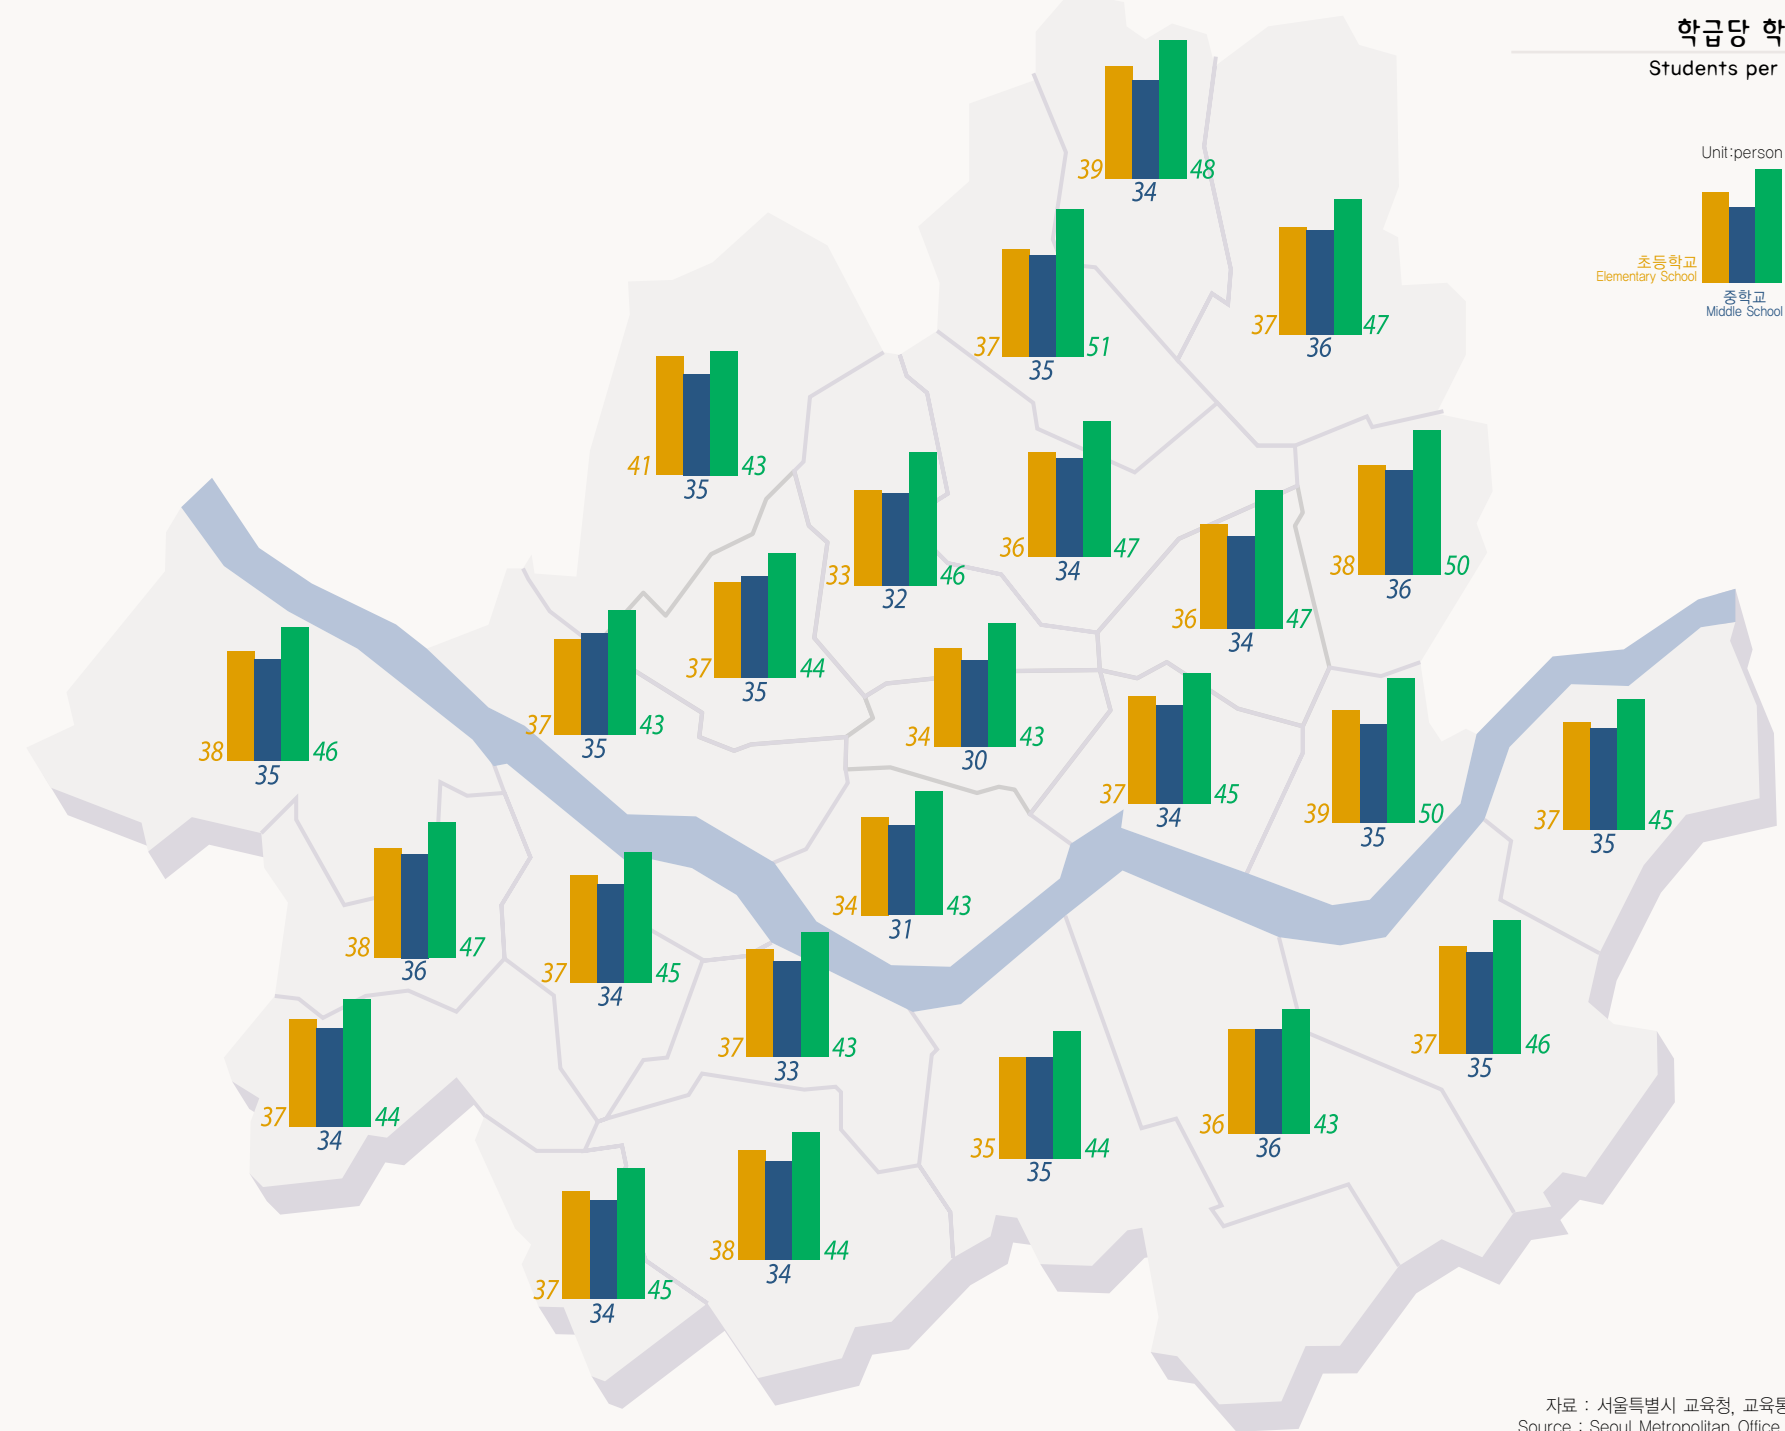 학급당 학
Students per
Unit:person
초등학교
Elementary School
중학교
Middle School
39 34 48
37 35 51
37 36 47
41 35 43
33 32 46
36 34 47
36 34 47
38 36 50
37 35 44
37 35 43
38 35 46
34 30 43
37 34 45
39 35 50
37 35 45
34 31 43
38 36 47
37 34 45
37 33 43
37 34 44
35 35 44
36 36 43
37 35 46
38 34 44
37 34 45
자료 : 서울특별시 교육청, 교육통
Source : Seoul Metropolitan Office